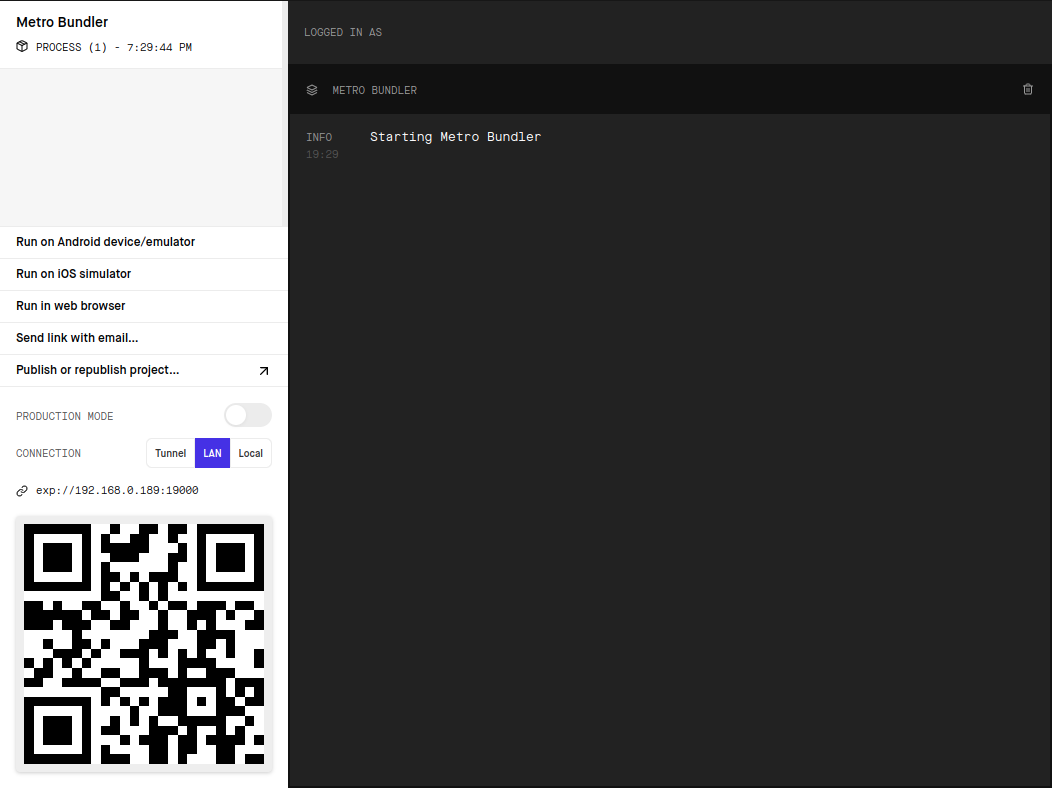 Metro Bundler
PROCESS (1) - 7:29:44 PM
Run on Android device/emulator
Run on iOS simulator
Run in web browser
Send link with email…
Publish or republish project…
PRODUCTION MODE
CONNECTION Tunnel LAN Local
exp://192.168.0.189:19000
LOGGED IN AS
METRO BUNDLER
INFO Starting Metro Bundler
19:29